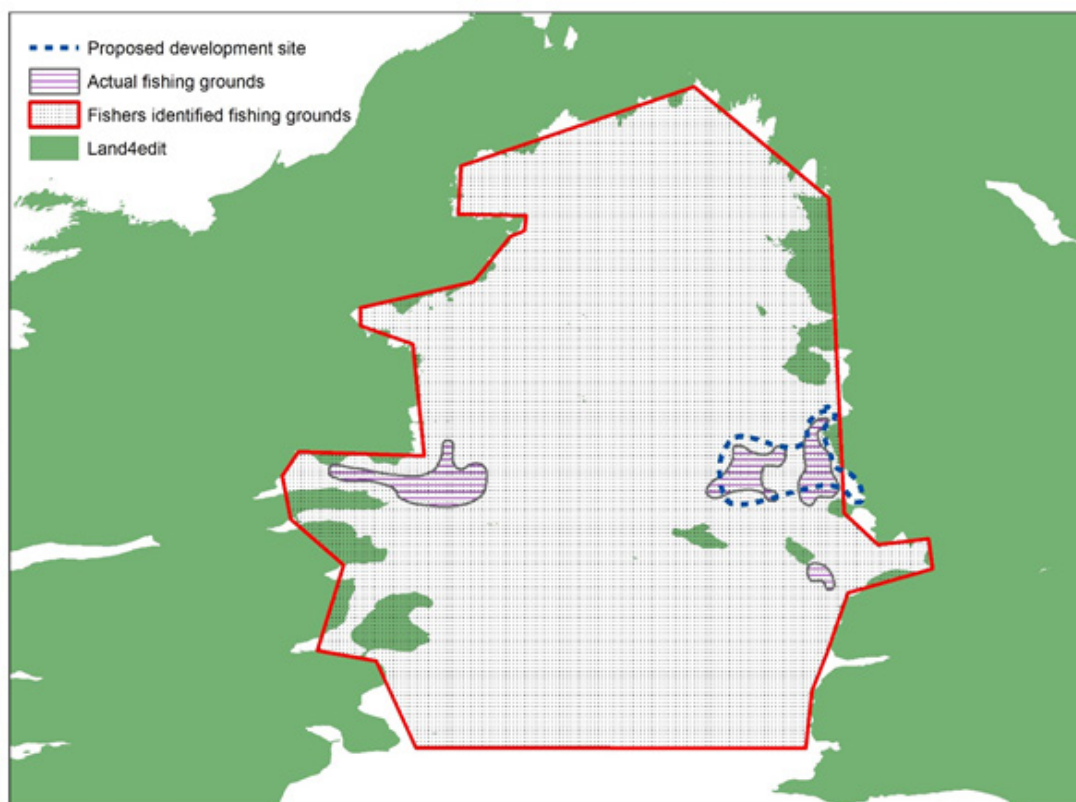 Proposed development site
Actual fishing grounds
Fishers identified fishing grounds
Land4edit